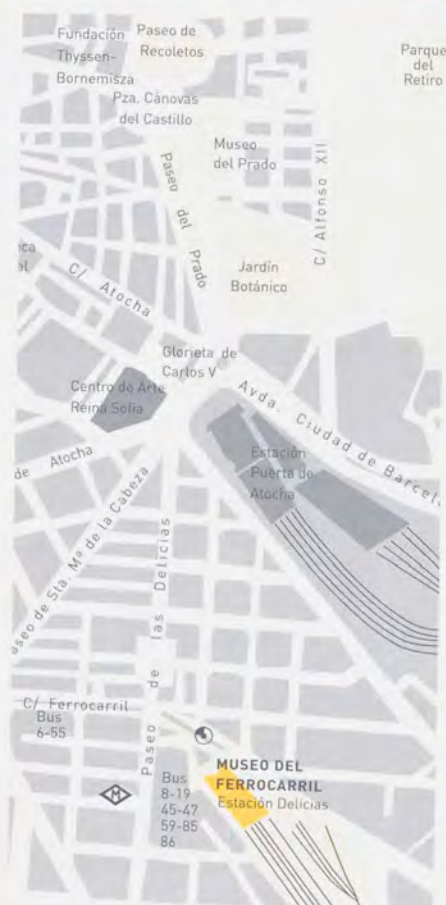 Fundación
Thyssen-
Bornemisza
Paseo de
Recoletos
Parque
del
Retiro
Pza. Cánovas
del Castillo
Museo
del Prado
C/ Alfonso XII
Paseo del Prado
Jardín
Botánico
C/ Atocha
Glorieta de
Carlos V
Centro de Arte
Reina Sofía
Avda. Ciudad de Barcel
Estación
Puerta de
Atocha
de Atocha
aseo de Sta. Mª de la Cabeza
Paseo de las Delicias
C/ Ferrocarril
Bus
6-55
M
Bus
8-19
45-47
59-85
86
MUSEO DEL
FERROCARRIL
Estación Delicias